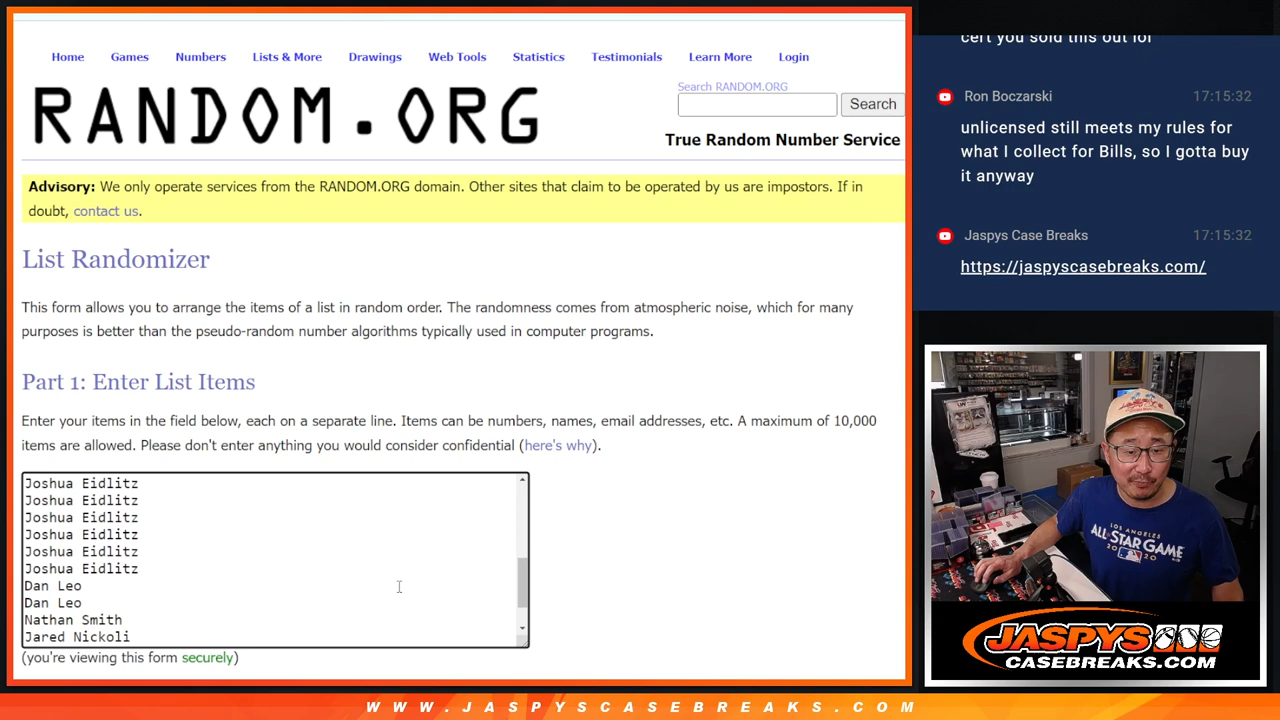 Home Games Numbers Lists & More Drawings Web Tools Statistics Testimonials Learn More Login
RANDOM.ORG
Search RANDOM.ORG
Search
True Random Number Service
Advisory: We only operate services from the RANDOM.ORG domain. Other sites that claim to be operated by us are impostors. If in
doubt, contact us.
List Randomizer
This form allows you to arrange the items of a list in random order. The randomness comes from atmospheric noise, which for many
purposes is better than the pseudo-random number algorithms typically used in computer programs.
Part 1: Enter List Items
Enter your items in the field below, each on a separate line. Items can be numbers, names, email addresses, etc. A maximum of 10,000
items are allowed. Please don't enter anything you would consider confidential (here's why).
Joshua Eidlitz
Joshua Eidlitz
Joshua Eidlitz
Joshua Eidlitz
Joshua Eidlitz
Joshua Eidlitz
Dan Leo
Dan Leo
Nathan Smith
Jared Nickoli
(you're viewing this form securely)
cert you sold this out for
Ron Boczarski 17:15:32
unlicensed still meets my rules for
what I collect for Bills, so I gotta buy
it anyway
Jaspys Case Breaks 17:15:32
https://jaspyscasebreaks.com/
LOS ANGELES
ALL STAR GAME
2020
JASPYS
CASEBREAKS.COM
WWW.JASPYSCASEBREAKS.COM